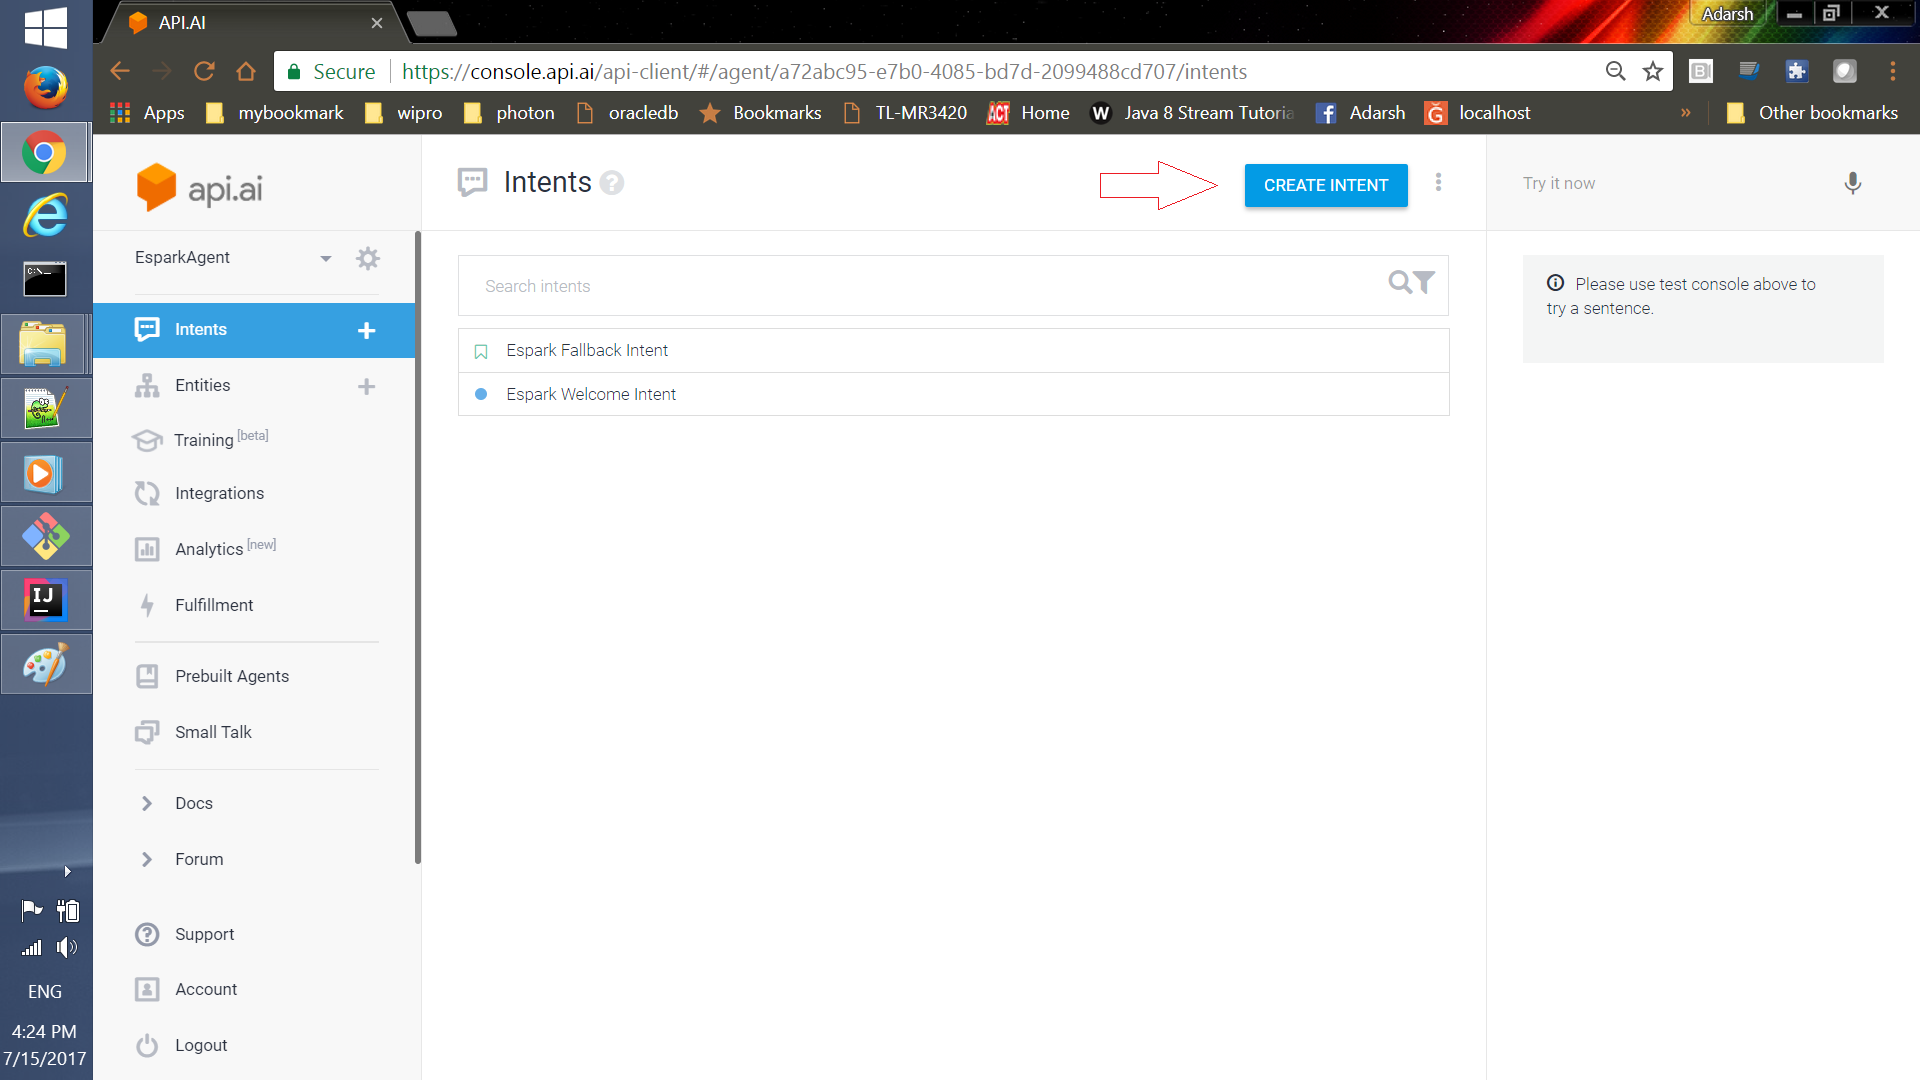 API.AI
Adarsh
Secure
https://console.api.ai/api-client/#/agent/a72abc95-e7b0-4085-bd7d-2099488cd707/intents
Apps
mybookmark
wipro
photon
oracledb
Bookmarks
TL-MR3420
ACT
Home
W
Java 8 Stream Tutoria
Adarsh
localhost
»
Other bookmarks
api.ai
EsparkAgent
Intents
Entities
Training [beta]
Integrations
Analytics [new]
Fulfillment
Prebuilt Agents
Small Talk
Docs
Forum
Support
Account
Logout
Intents
CREATE INTENT
Search intents
Espark Fallback Intent
Espark Welcome Intent
Try it now
Please use test console above to
try a sentence.
C:\_
IJ
ENG
4:24 PM
7/15/2017